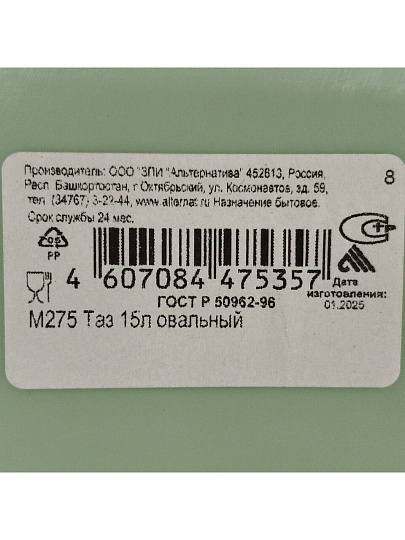 Производитель: ООО "ЗПИ "Альтернатива" 452613, Россия,
Респ. Башкортостан, г Октябрьский, ул. Космонавтов, зд. 59,
тел. (34767) 3-22-44, www.alternat.ru Назначение бытовое.
Срок службы 24 мес.
8
05
PP
4 607084 475357
ГОСТ Р 50962-96
Дата
изготовления:
01.2025
М275 Таз 15л овальный